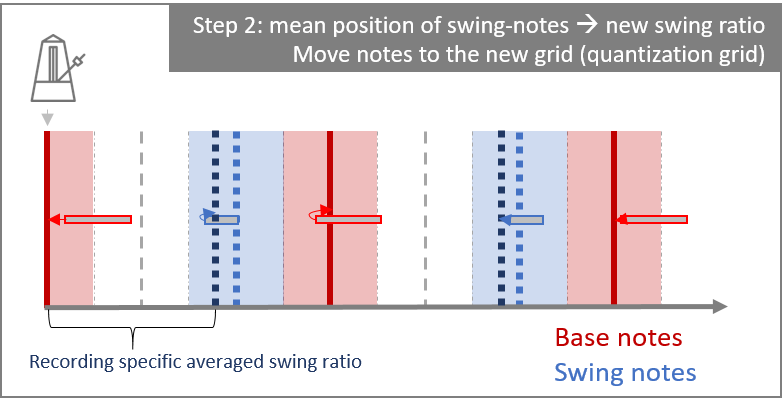 Step 2: mean position of swing-notes → new swing ratio
Move notes to the new grid (quantization grid)
Recording specific averaged swing ratio
Base notes
Swing notes